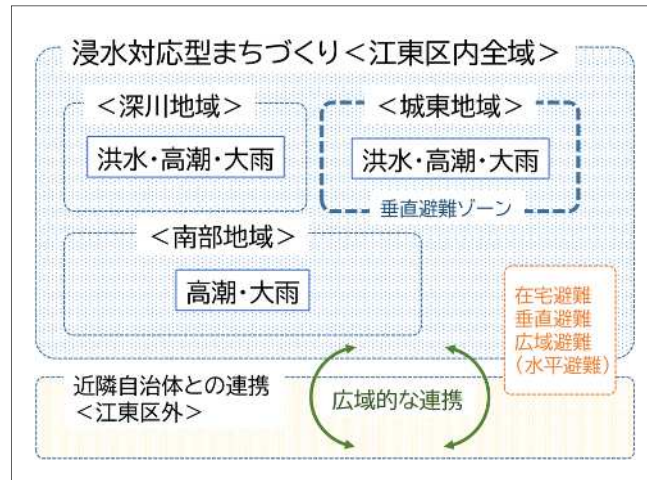 浸水対応型まちづくり＜江東区内全域＞
＜深川地域＞
洪水・高潮・大雨
＜城東地域＞
洪水・高潮・大雨
垂直避難ゾーン
＜南部地域＞
高潮・大雨
在宅避難
垂直避難
広域避難
（水平避難）
近隣自治体との連携
＜江東区外＞
広域的な連携